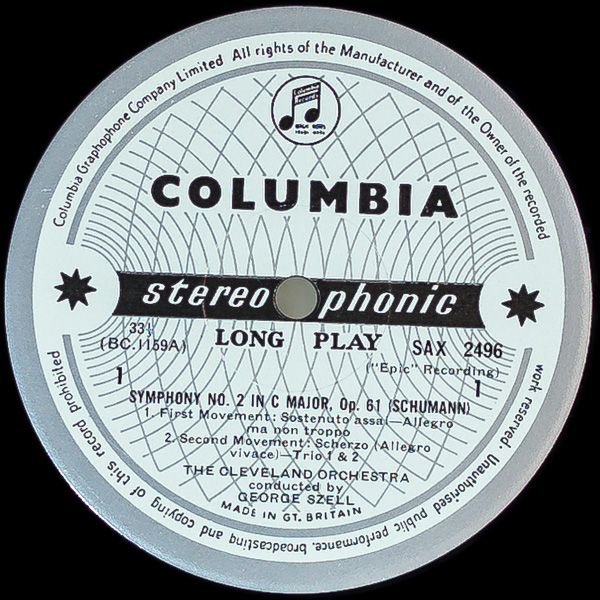 Columbia Graphophone Company Limited All rights of the Manufacturer and of the Owner of the recorded
work reserved. Unauthorised public performance, broadcasting and copying of this record prohibited
Columbia
Records
COLUMBIA
stereo phonic
33⅓
(BC.1159A)
LONG PLAY
SAX 2496
("Epic" Recording)
1
1
SYMPHONY NO. 2 IN C MAJOR, Op. 61 (SCHUMANN)
1. First Movement: Sostenuto assai—Allegro
ma non troppo
2. Second Movement: Scherzo (Allegro
vivace)—Trio 1 & 2
THE CLEVELAND ORCHESTRA
conducted by
GEORGE SZELL
MADE IN GT. BRITAIN